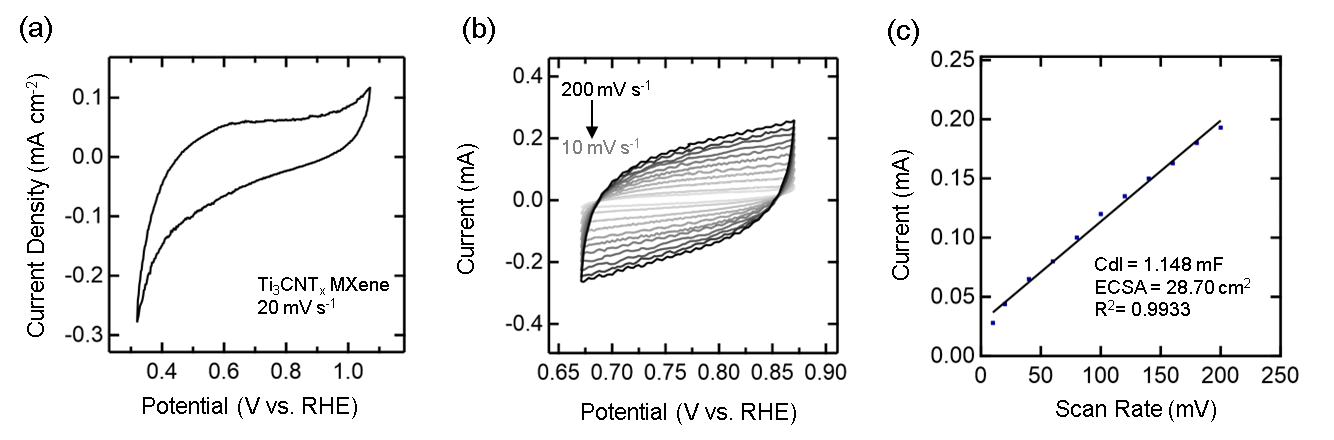 (a)
Current Density (mA cm-2)
0.1
0.0
-0.1
-0.2
-0.3
Ti3CNTx MXene
20 mV s-1
0.4 0.6 0.8 1.0
Potential (V vs. RHE)
(b)
Current (mA)
0.4
0.2
0.0
-0.2
-0.4
200 mV s-1
10 mV s-1
0.65 0.70 0.75 0.80 0.85 0.90
Potential (V vs. RHE)
(c)
Current (mA)
0.25
0.20
0.15
0.10
0.05
0.00
Cdl = 1.148 mF
ECSA = 28.70 cm2
R2= 0.9933
0 50 100 150 200 250
Scan Rate (mV)